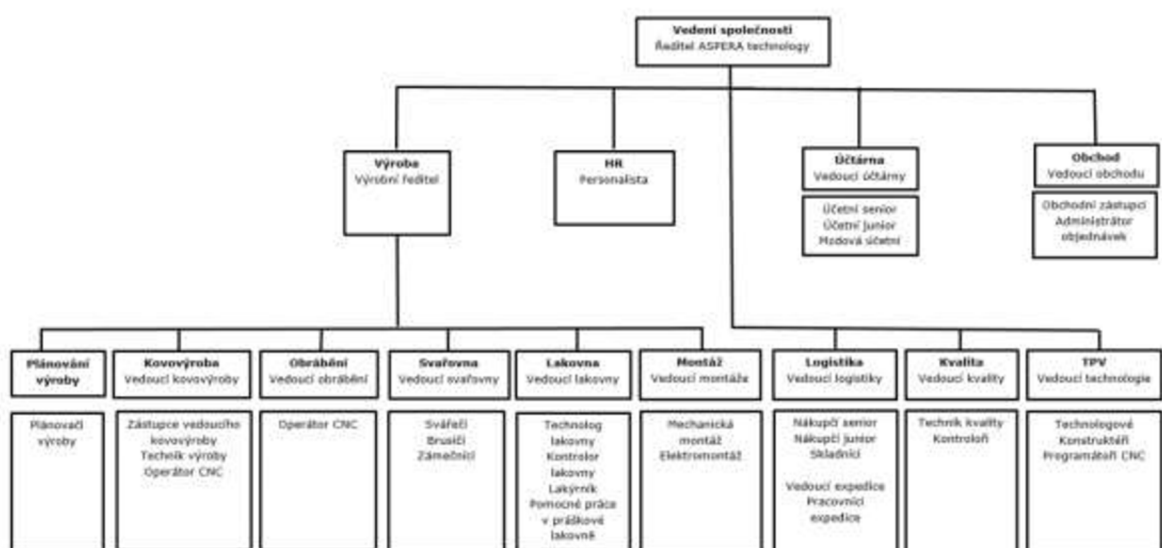 Vedení společnosti
Ředitel ASPERA technology
Výroba
Výrobní ředitel
HR
Personalista
Účtárna
Vedoucí účtárny
Účetní senior
Účetní junior
Mzdová účetní
Obchod
Vedoucí obchodu
Obchodní zástupci
Administrátor
objednávek
Plánování
výroby
Plánovači
výroby
Kovovýroba
Vedoucí kovovýroby
Zástupce vedoucího
kovovýroby
Technik výroby
Operátor CNC
Obrábění
Vedoucí obrábění
Operátor CNC
Svařovna
Vedoucí svařovny
Svářeči
Brusiči
Zámečníci
Lakovna
Vedoucí lakovny
Technolog
lakovny
Kontrolor
lakovny
Lakýrník
Pomocné práce
v práškové
lakovně
Montáž
Vedoucí montáže
Mechanická
montáž
Elektromontáž
Logistika
Vedoucí logistiky
Nákupčí senior
Nákupčí junior
Skladníci
Vedoucí expedice
Pracovníci
expedice
Kvalita
Vedoucí kvality
Technik kvality
Kontroloři
TPV
Vedoucí technologie
Technologové
Konstruktéři
Programátoři CNC